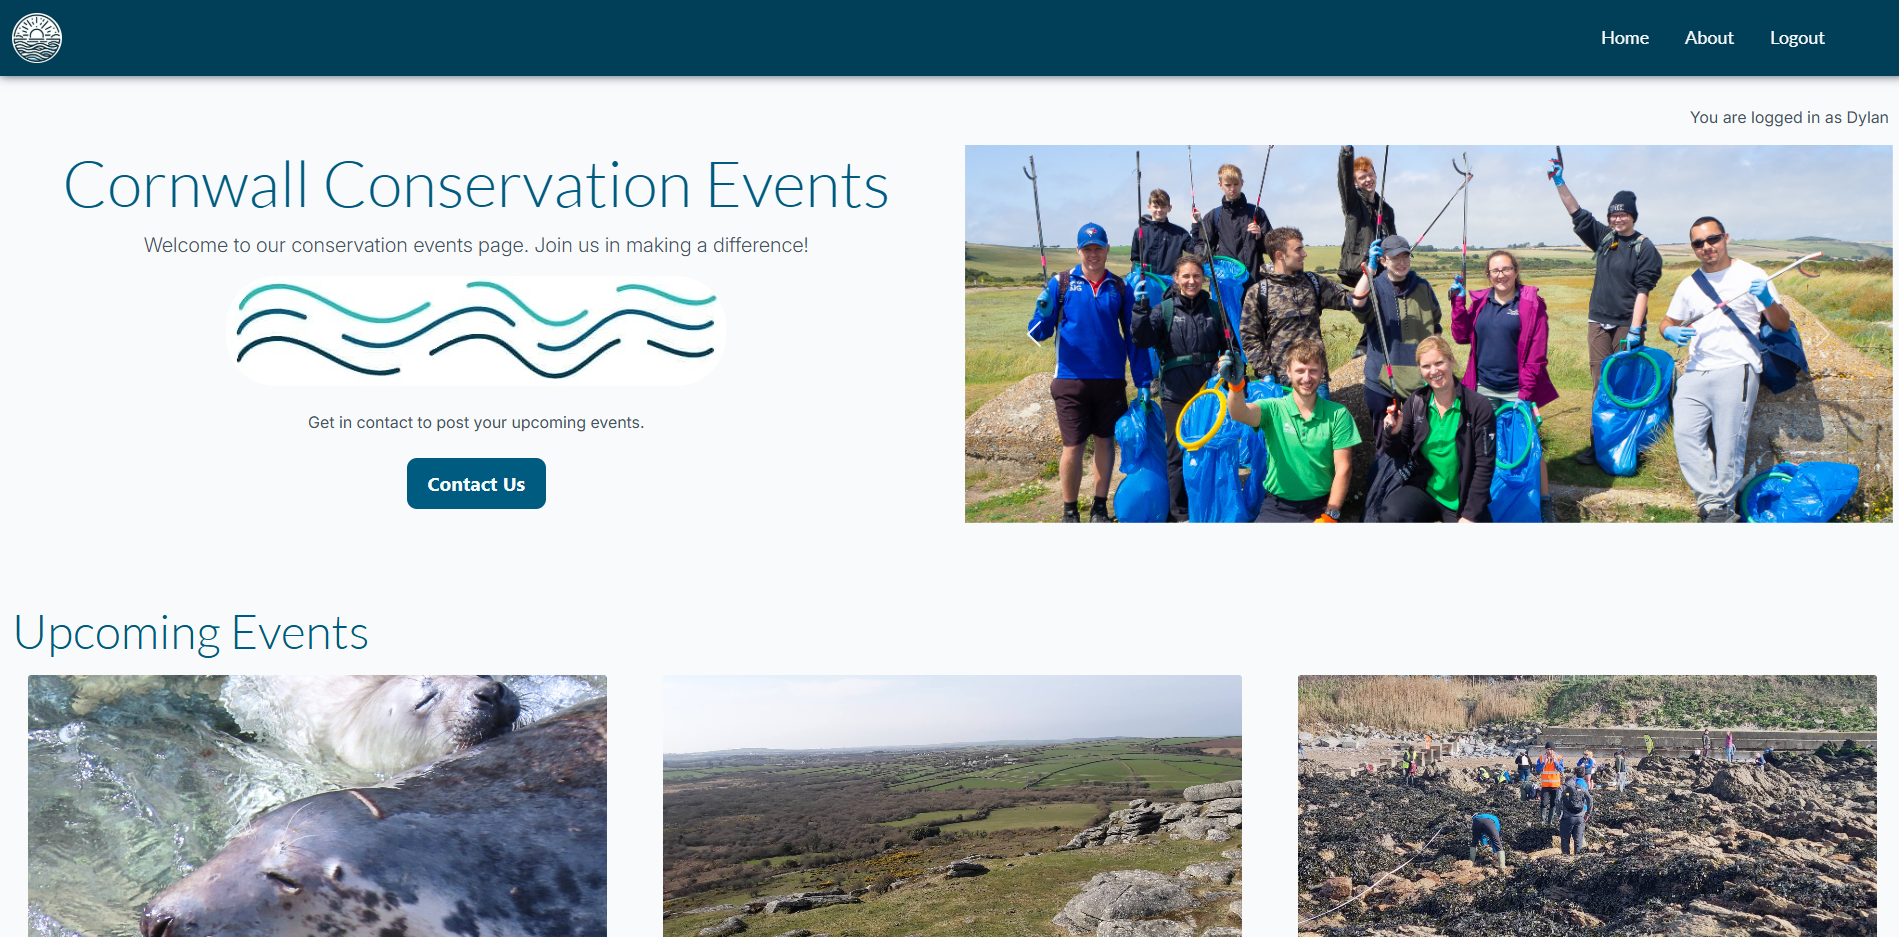 Home About Logout
You are logged in as Dylan
Cornwall Conservation Events
Welcome to our conservation events page. Join us in making a difference!
Get in contact to post your upcoming events.
Contact Us
Upcoming Events